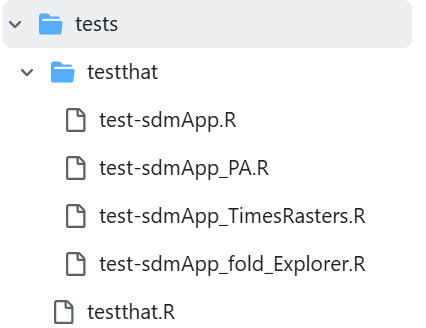 tests
testthat
test-sdmApp.R
test-sdmApp_PA.R
test-sdmApp_TimesRasters.R
test-sdmApp_fold_Explorer.R
testthat.R